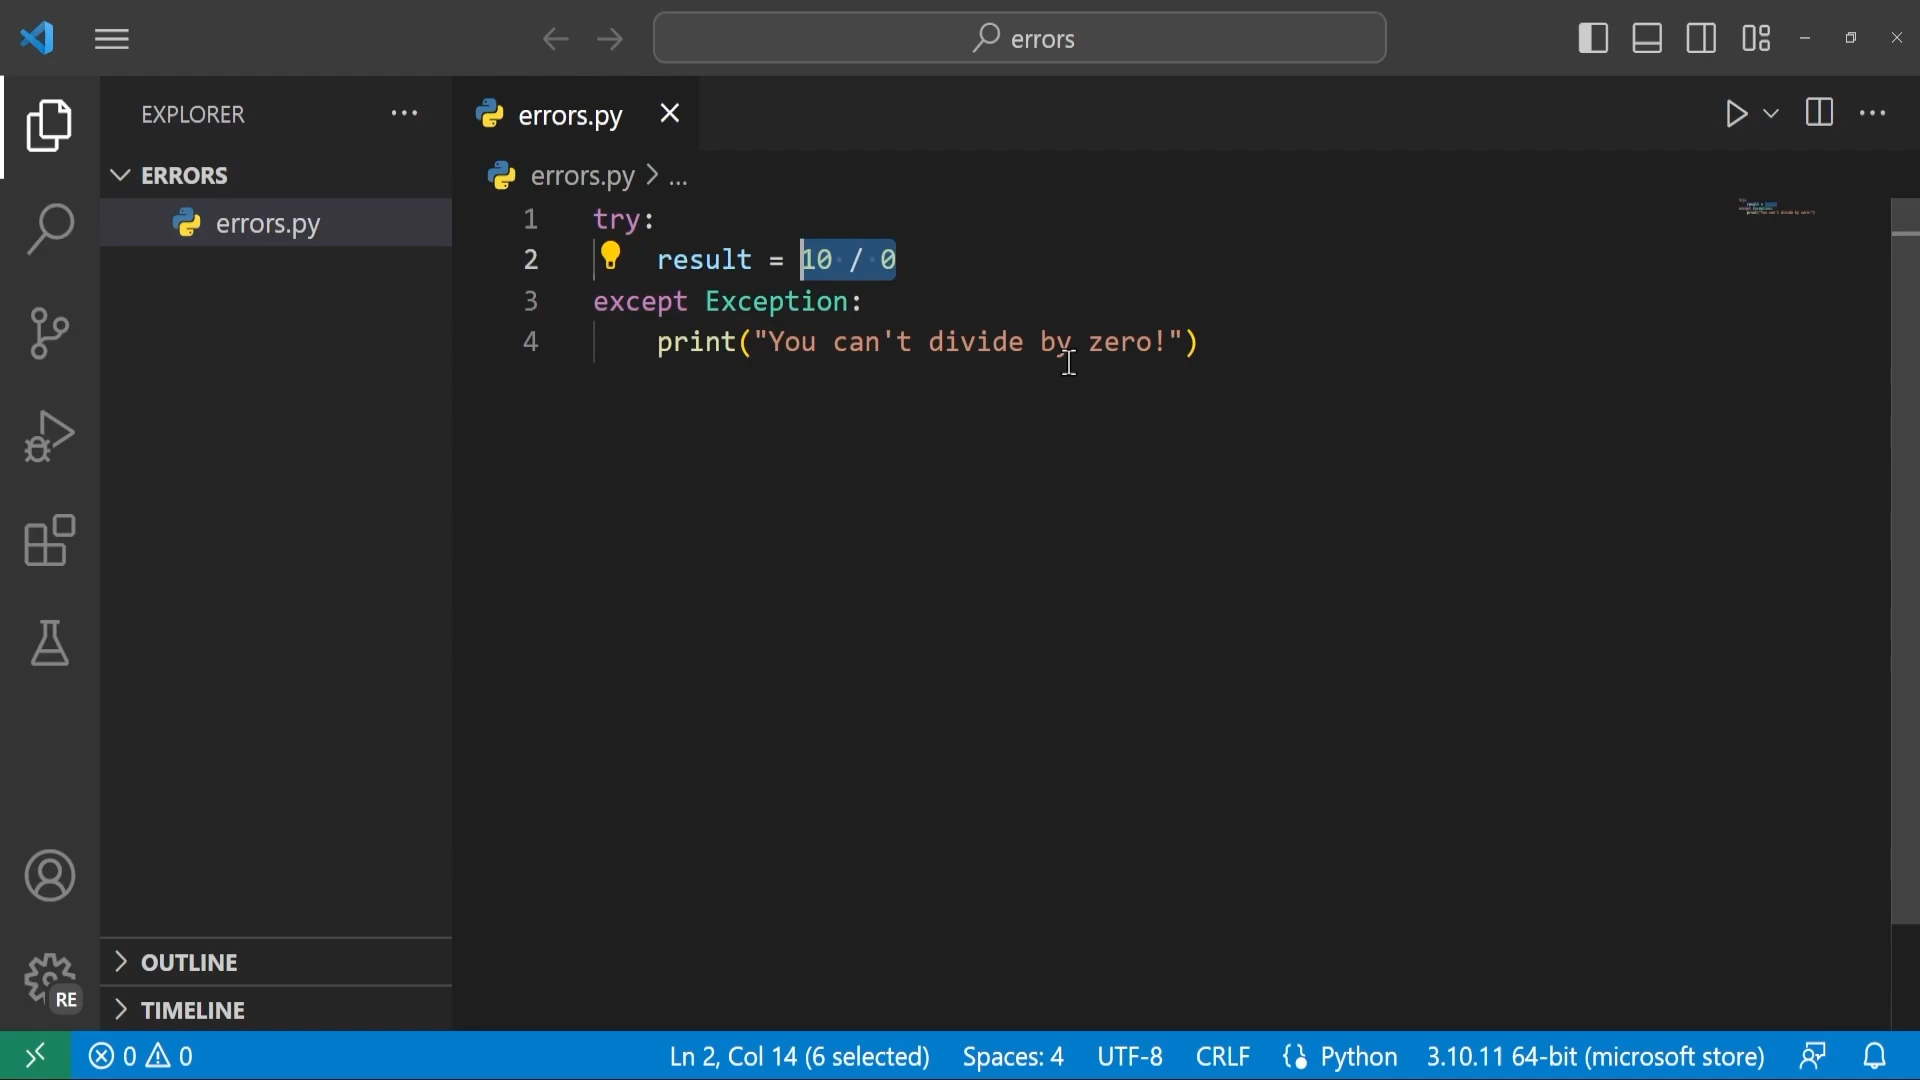 errors
EXPLORER
ERRORS
errors.py
OUTLINE
TIMELINE
RE
errors.py
errors.py > ...
1 try:
2 result = 10 / 0
3 except Exception:
4 print("You can't divide by zero!")
0 0
Ln 2, Col 14 (6 selected) Spaces: 4 UTF-8 CRLF Python 3.10.11 64-bit (microsoft store)